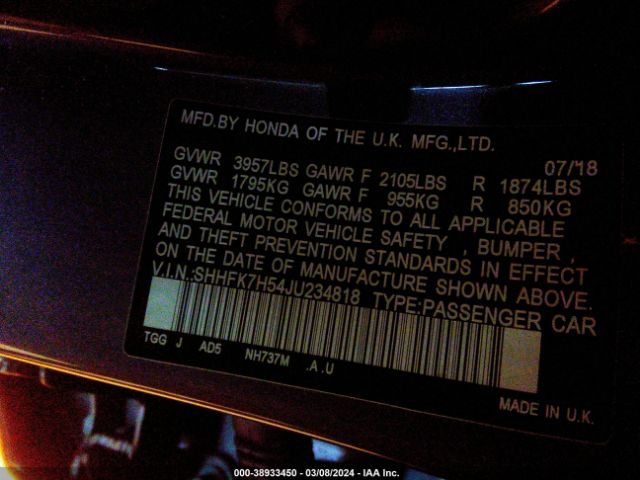 MFD.BY HONDA OF THE U.K. MFG.,LTD.
07/18
GVWR 3957LBS GAWR F 2105LBS R 1874LBS
GVWR 1795KG GAWR F 955KG R 850KG
THIS VEHICLE CONFORMS TO ALL APPLICABLE
FEDERAL MOTOR VEHICLE SAFETY , BUMPER ,
AND THEFT PREVENTION STANDARDS IN EFFECT
ON THE DATE OF MANUFACTURE SHOWN ABOVE.
V.I.N.:SHHFK7H54JU234818 TYPE:PASSENGER CAR
TGG J AD5 NH737M .A .U
MADE IN U.K.
000-38933450 - 03/08/2024 - IAA Inc.